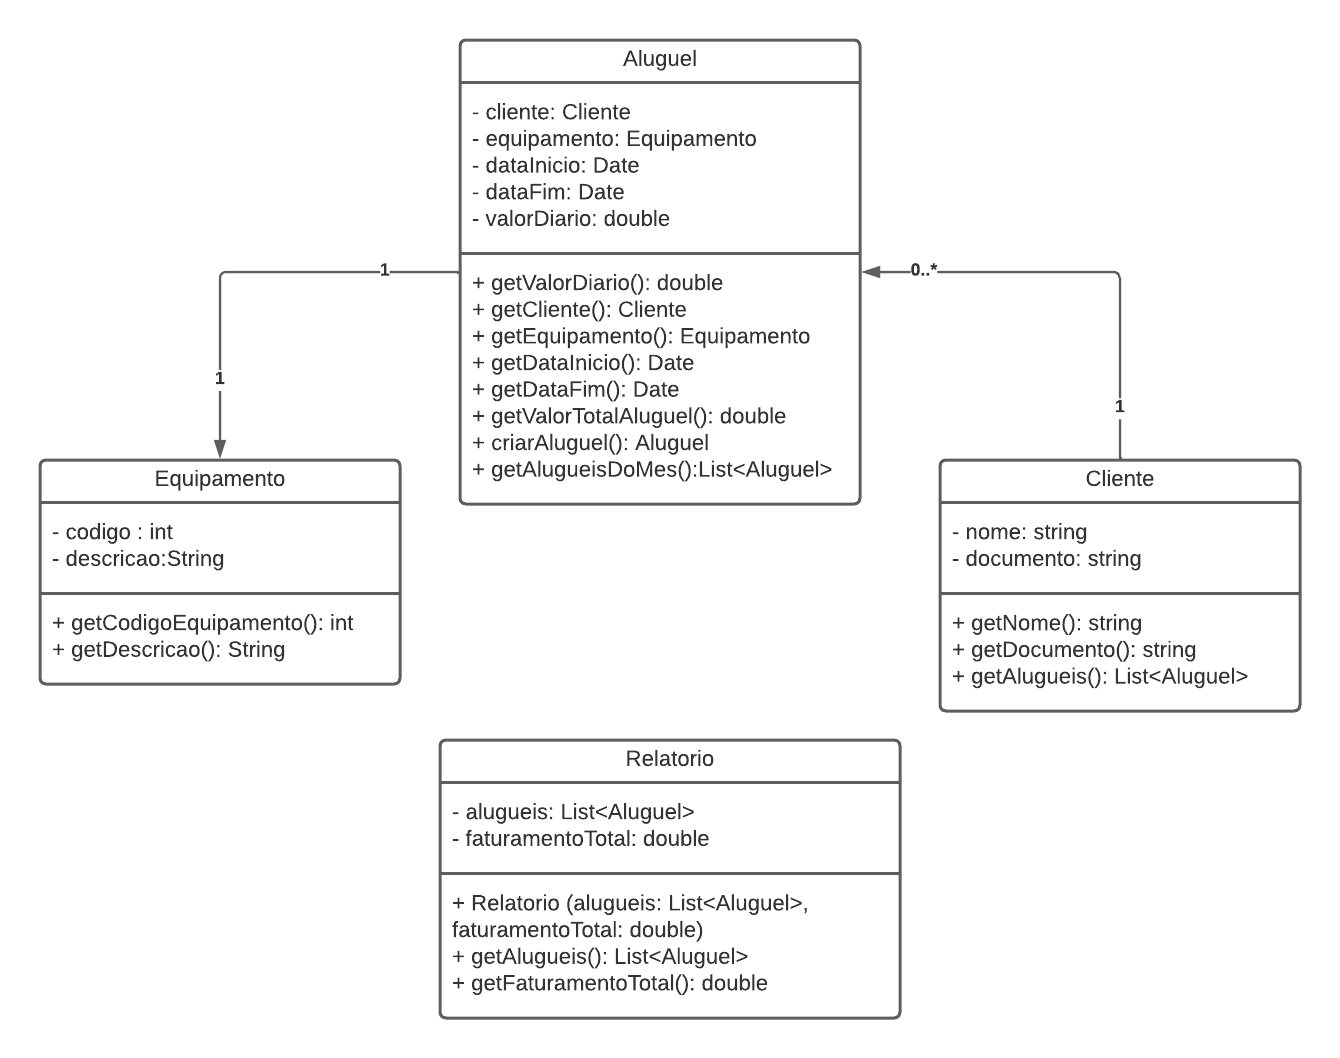 Aluguel
- cliente: Cliente
- equipamento: Equipamento
- dataInicio: Date
- dataFim: Date
- valorDiario: double
+ getValorDiario(): double
+ getCliente(): Cliente
+ getEquipamento(): Equipamento
+ getDataInicio(): Date
+ getDataFim(): Date
+ getValorTotalAluguel(): double
+ criarAluguel(): Aluguel
+ getAlugueisDoMes():List<Aluguel>
1
1
0..*
1
Equipamento
- codigo : int
- descricao:String
+ getCodigoEquipamento(): int
+ getDescricao(): String
Cliente
- nome: string
- documento: string
+ getNome(): string
+ getDocumento(): string
+ getAlugueis(): List<Aluguel>
Relatorio
- alugueis: List<Aluguel>
- faturamentoTotal: double
+ Relatorio (alugueis: List<Aluguel>,
faturamentoTotal: double)
+ getAlugueis(): List<Aluguel>
+ getFaturamentoTotal(): double